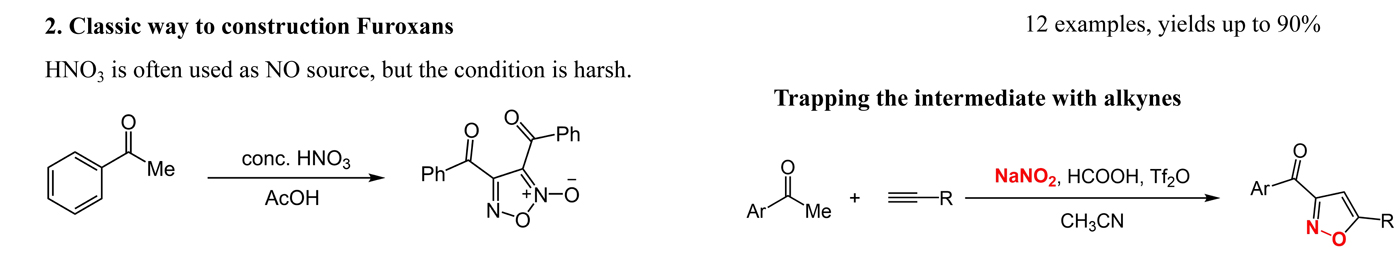 2. Classic way to construction Furoxans
HNO₃ is often used as NO source, but the condition is harsh.
O
Me
conc. HNO₃
AcOH
O
O
Ph
Ph
N
O
+
N
O
−
12 examples, yields up to 90%
Trapping the intermediate with alkynes
O
Ar
Me
+
R
NaNO₂, HCOOH, Tf₂O
CH₃CN
O
Ar
N
O
R